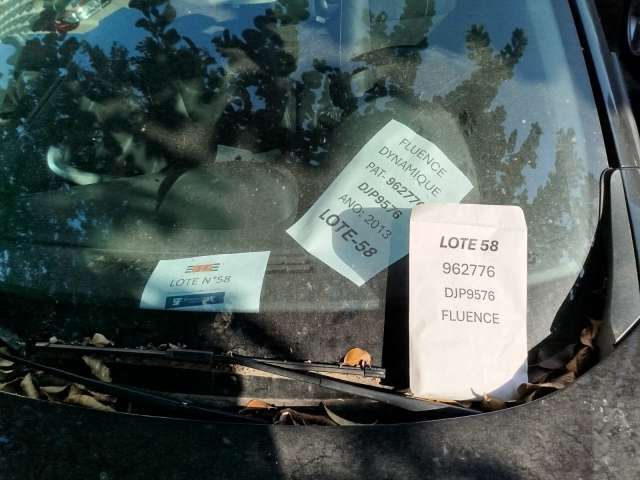 FLUENCE
DYNAMIQUE
PAT- 962776
DJP9576
ANO: 2013
LOTE-58
LOTE 58
962776
DJP9576
FLUENCE
LOTE N°58